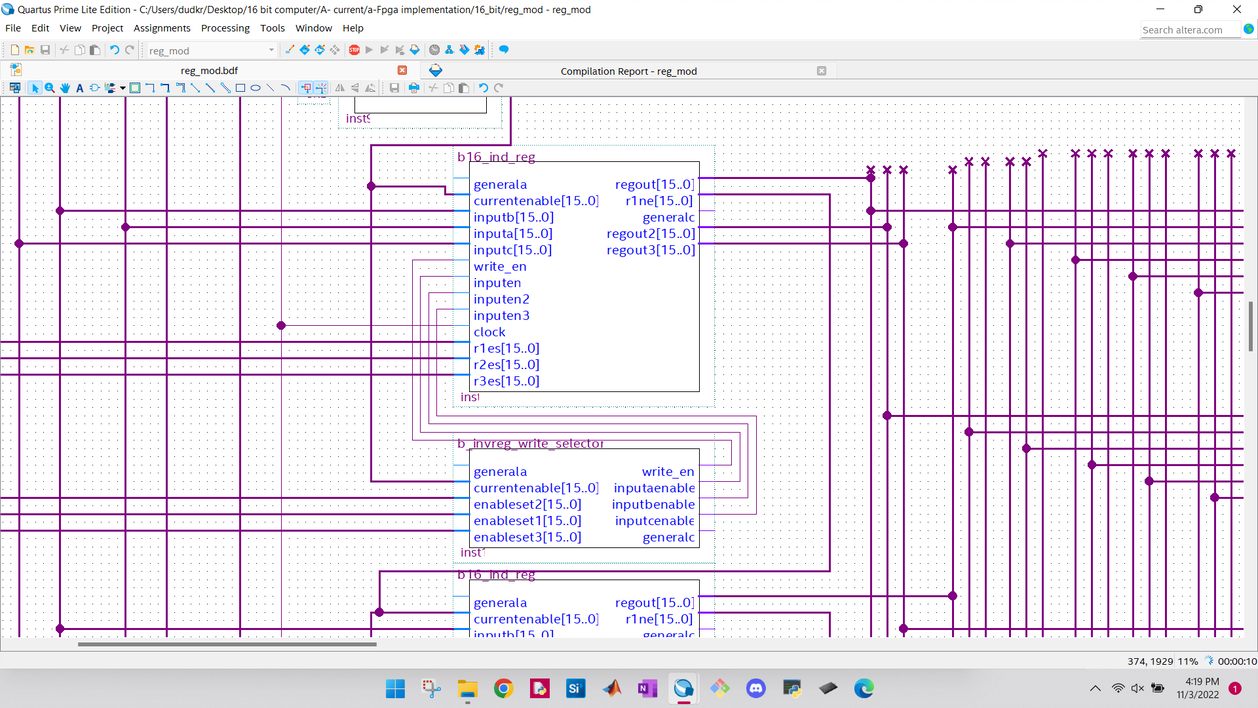 Quartus Prime Lite Edition - C:/Users/dudkr/Desktop/16 bit computer/A- current/a-Fpga implementation/16_bit/reg_mod - reg_mod
File Edit View Project Assignments Processing Tools Window Help
Search altera.com
reg_mod
STOP
reg_mod.bdf
Compilation Report - reg_mod
b16_ind_reg
generala regout[15..0]
currentenable[15..0] r1ne[15..0]
inputb[15..0] generalc
inputa[15..0] regout2[15..0]
inputc[15..0] regout3[15..0]
write_en
inputen
inputen2
inputen3
clock
r1es[15..0]
r2es[15..0]
r3es[15..0]
b_invreg_write_selector
generala write_en
currentenable[15..0] inputaenable
enableset2[15..0] inputbenable
enableset1[15..0] inputcenable
enableset3[15..0] generalc
b16_ind_reg
generala regout[15..0]
currentenable[15..0] r1ne[15..0]
inputb[15..0] generalc
374, 1929 11% 00:00:10
4:19 PM
11/3/2022
1